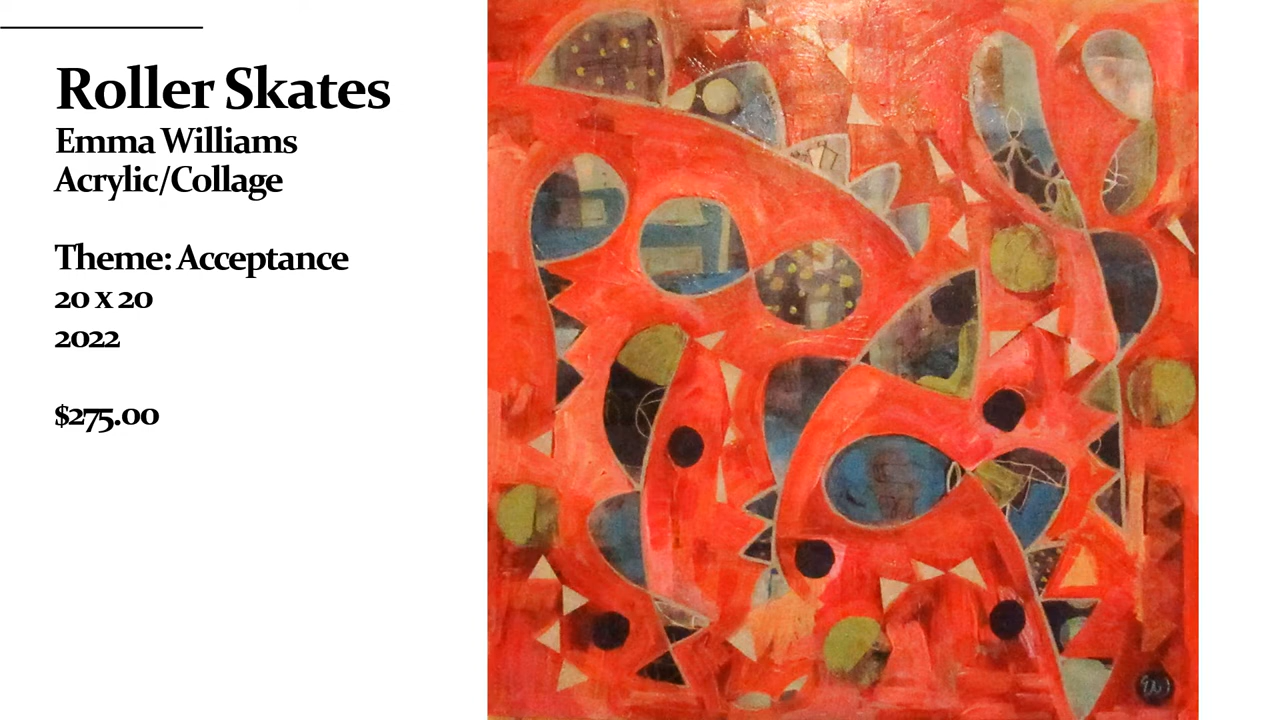 Roller Skates
Emma Williams
Acrylic/Collage
Theme: Acceptance
20 x 20
2022
$275.00